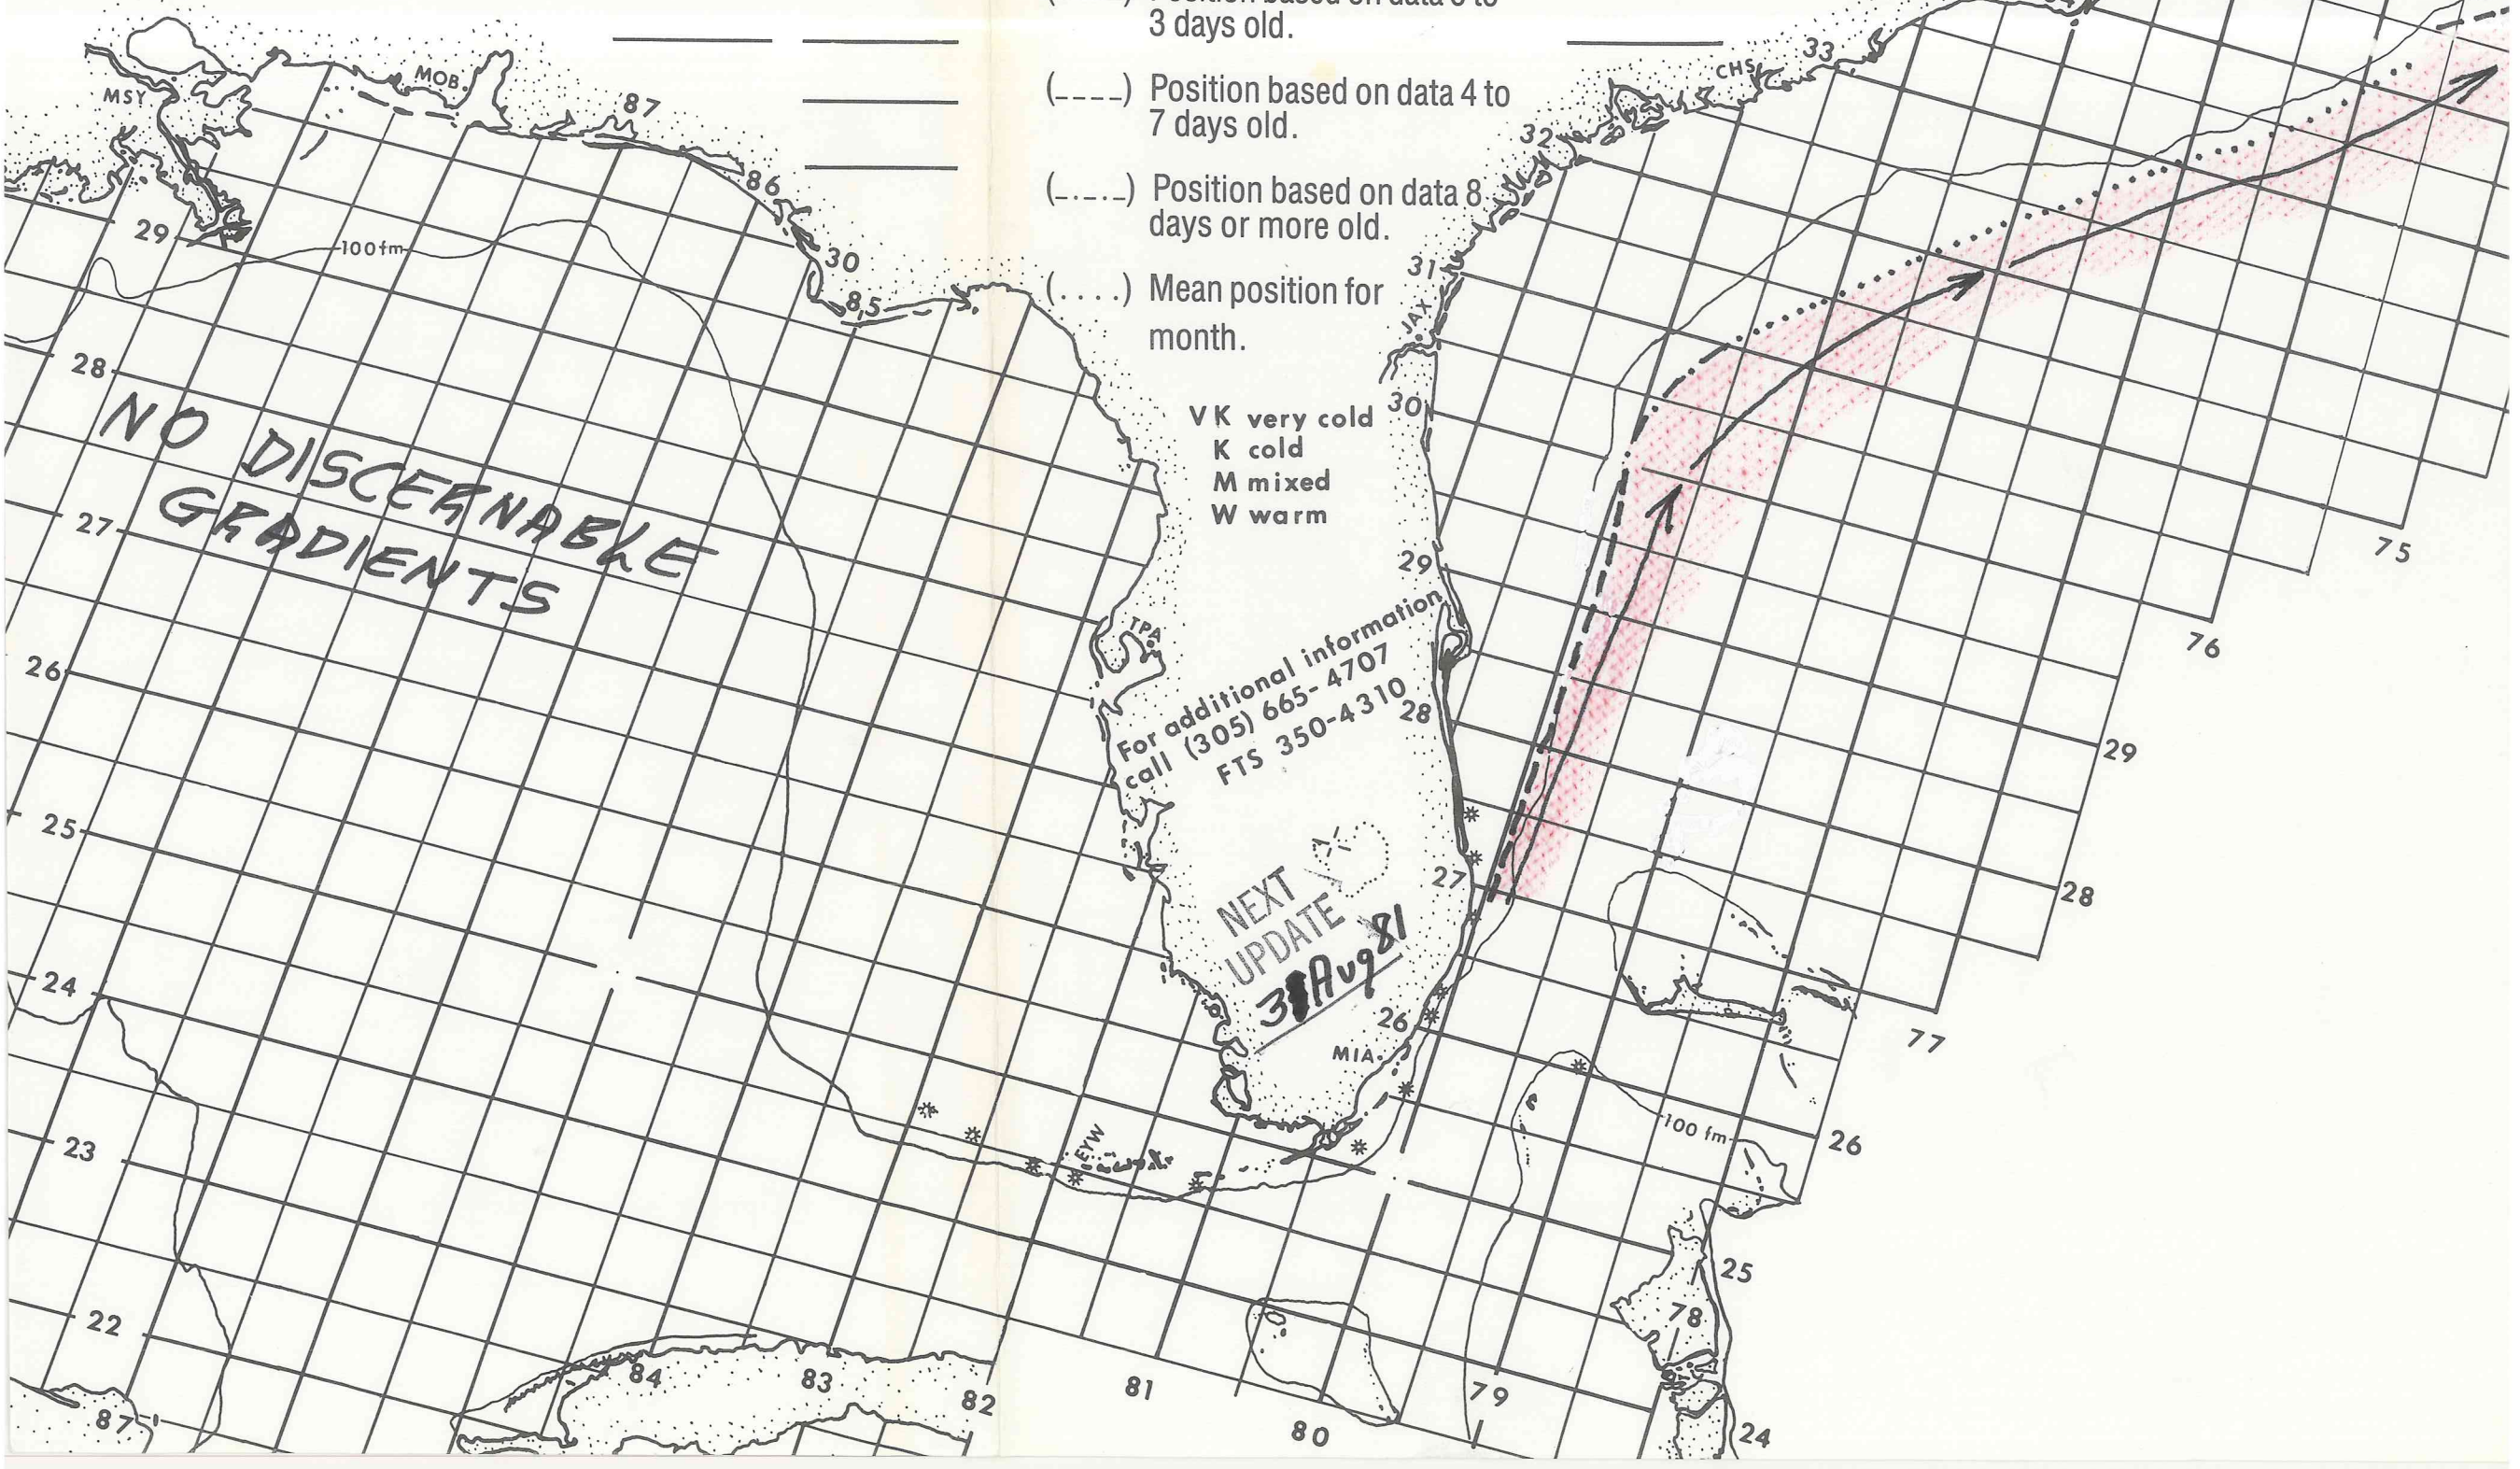 3 days old.
(____) Position based on data 4 to
7 days old.
(_._._) Position based on data 8
days or more old.
(....) Mean position for
month.
VK very cold
K cold
M mixed
W warm
For additional information
call (305) 665-4707
FTS 350-4310
NEXT
UPDATE
Aug 81
NO DISCERNABLE
GRADIENTS
MSY
MOB
CHS
JAX
TPA
MIA
EYW
100 fm
100 fm
87
86
85
30
29
28
27
26
25
24
23
22
87
84
83
82
81
80
79
78
33
32
31
30
29
28
27
26
75
76
29
28
77
26
25
24